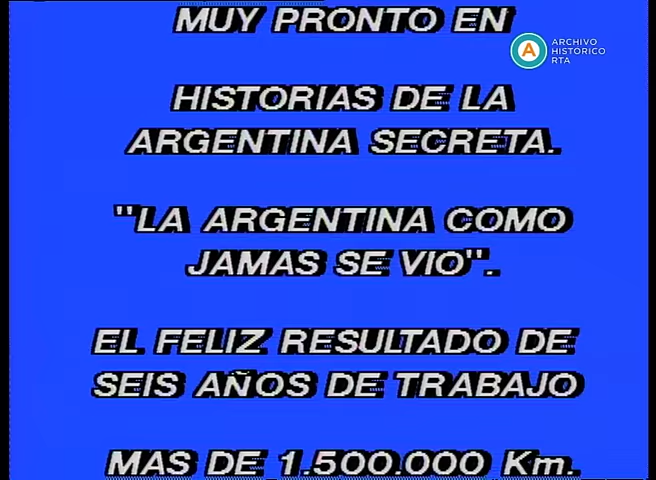 MUY PRONTO EN
ARCHIVO
HISTORICO
RTA
HISTORIAS DE LA
ARGENTINA SECRETA.
"LA ARGENTINA COMO
JAMAS SE VIO".
EL FELIZ RESULTADO DE
SEIS AÑOS DE TRABAJO
MAS DE 1.500.000 Km.